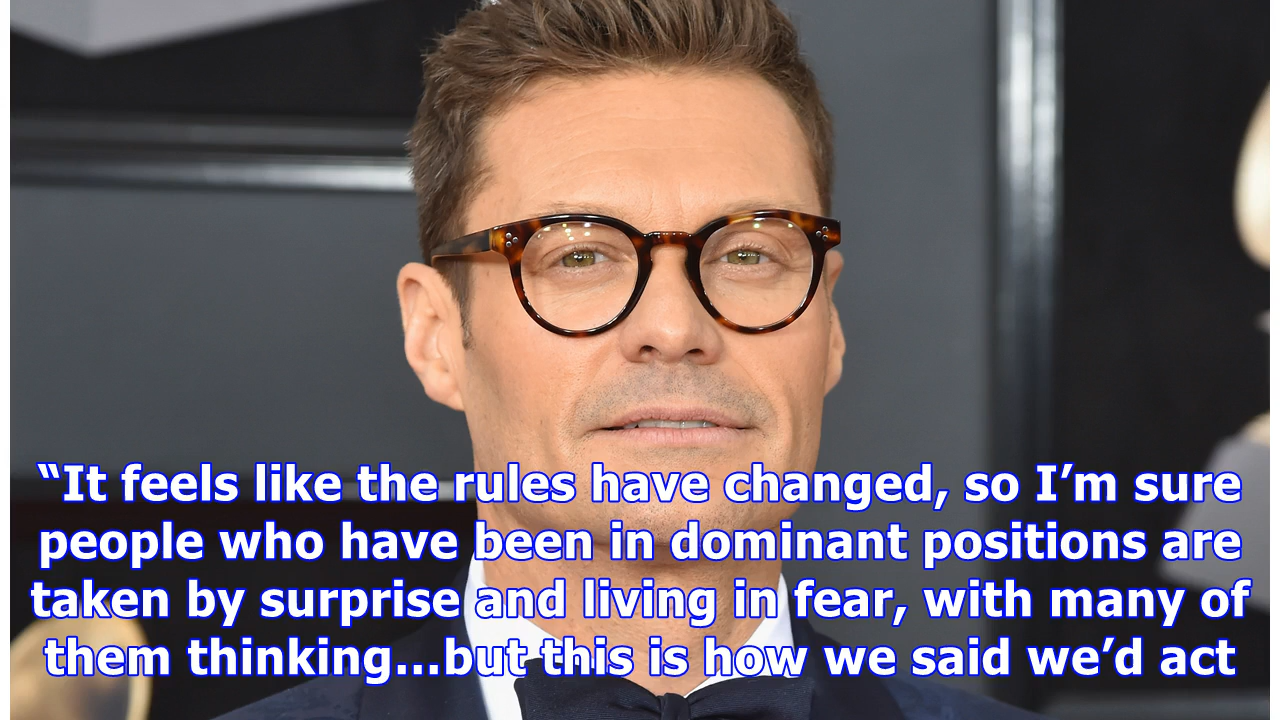 “It feels like the rules have changed, so I’m sure
people who have been in dominant positions are
taken by surprise and living in fear, with many of
them thinking…but this is how we said we’d act